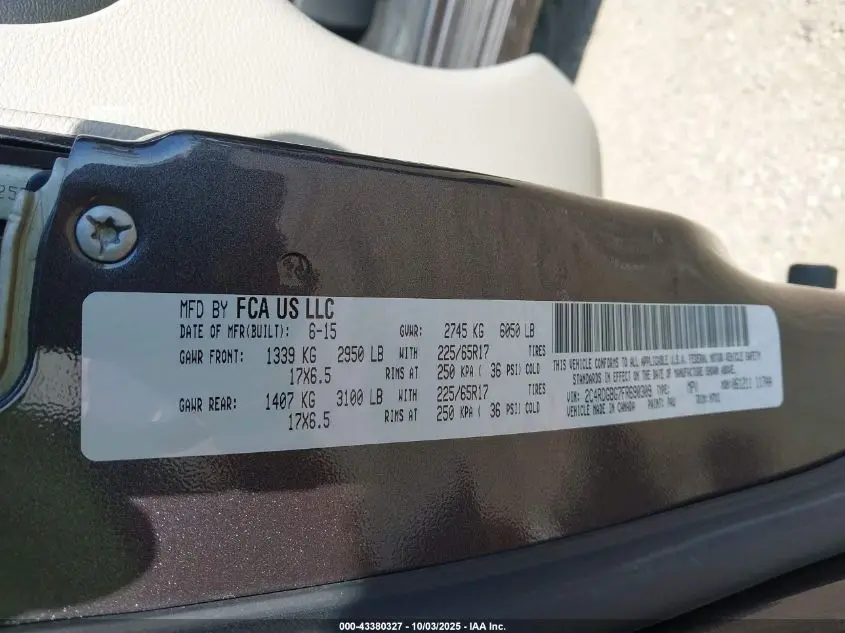 MFD BY FCA US LLC
DATE OF MFR(BUILT): 6-15 GVWR: 2745 KG 6050 LB
GAWR FRONT: 1339 KG 2950 LB WITH 225/65R17 TIRES
17X6.5 RIMS AT 250 KPA ( 36 PSI) COLD
GAWR REAR: 1407 KG 3100 LB WITH 225/65R17 TIRES
17X6.5 RIMS AT 250 KPA ( 36 PSI) COLD
THIS VEHICLE CONFORMS TO ALL APPLICABLE U.S.A. FEDERAL MOTOR VEHICLE SAFETY
STANDARDS IN EFFECT ON THE DATE OF MANUFACTURE SHOWN ABOVE.
VIN: TYPE: MPV
VEHICLE MADE IN CANADA PAINT: PAU
000-43380327 - 10/03/2025 - IAA Inc.